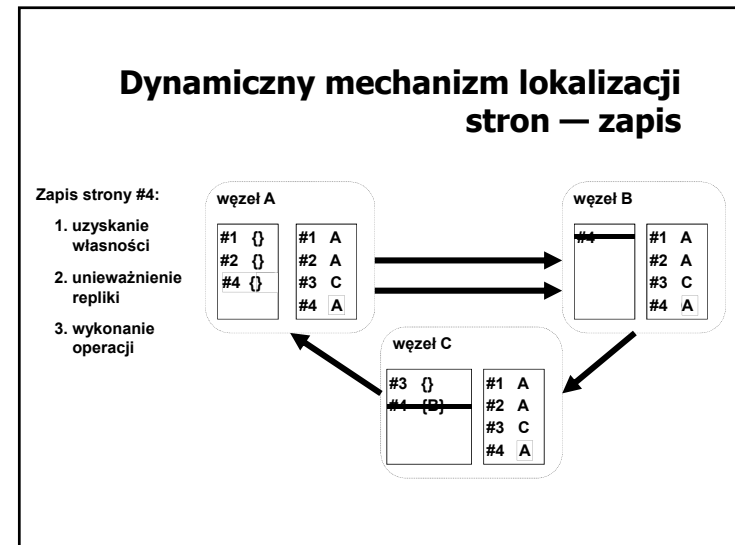 Dynamiczny mechanizm lokalizacji
stron — zapis
Zapis strony #4:
1. uzyskanie
własności
2. unieważnienie
repliki
3. wykonanie
operacji
węzeł A
#1 {}
#2 {}
#4 {}
#1 A
#2 A
#3 C
#4 A
węzeł B
#4
#1 A
#2 A
#3 C
#4 A
węzeł C
#3 {}
#4 {B}
#1 A
#2 A
#3 C
#4 A